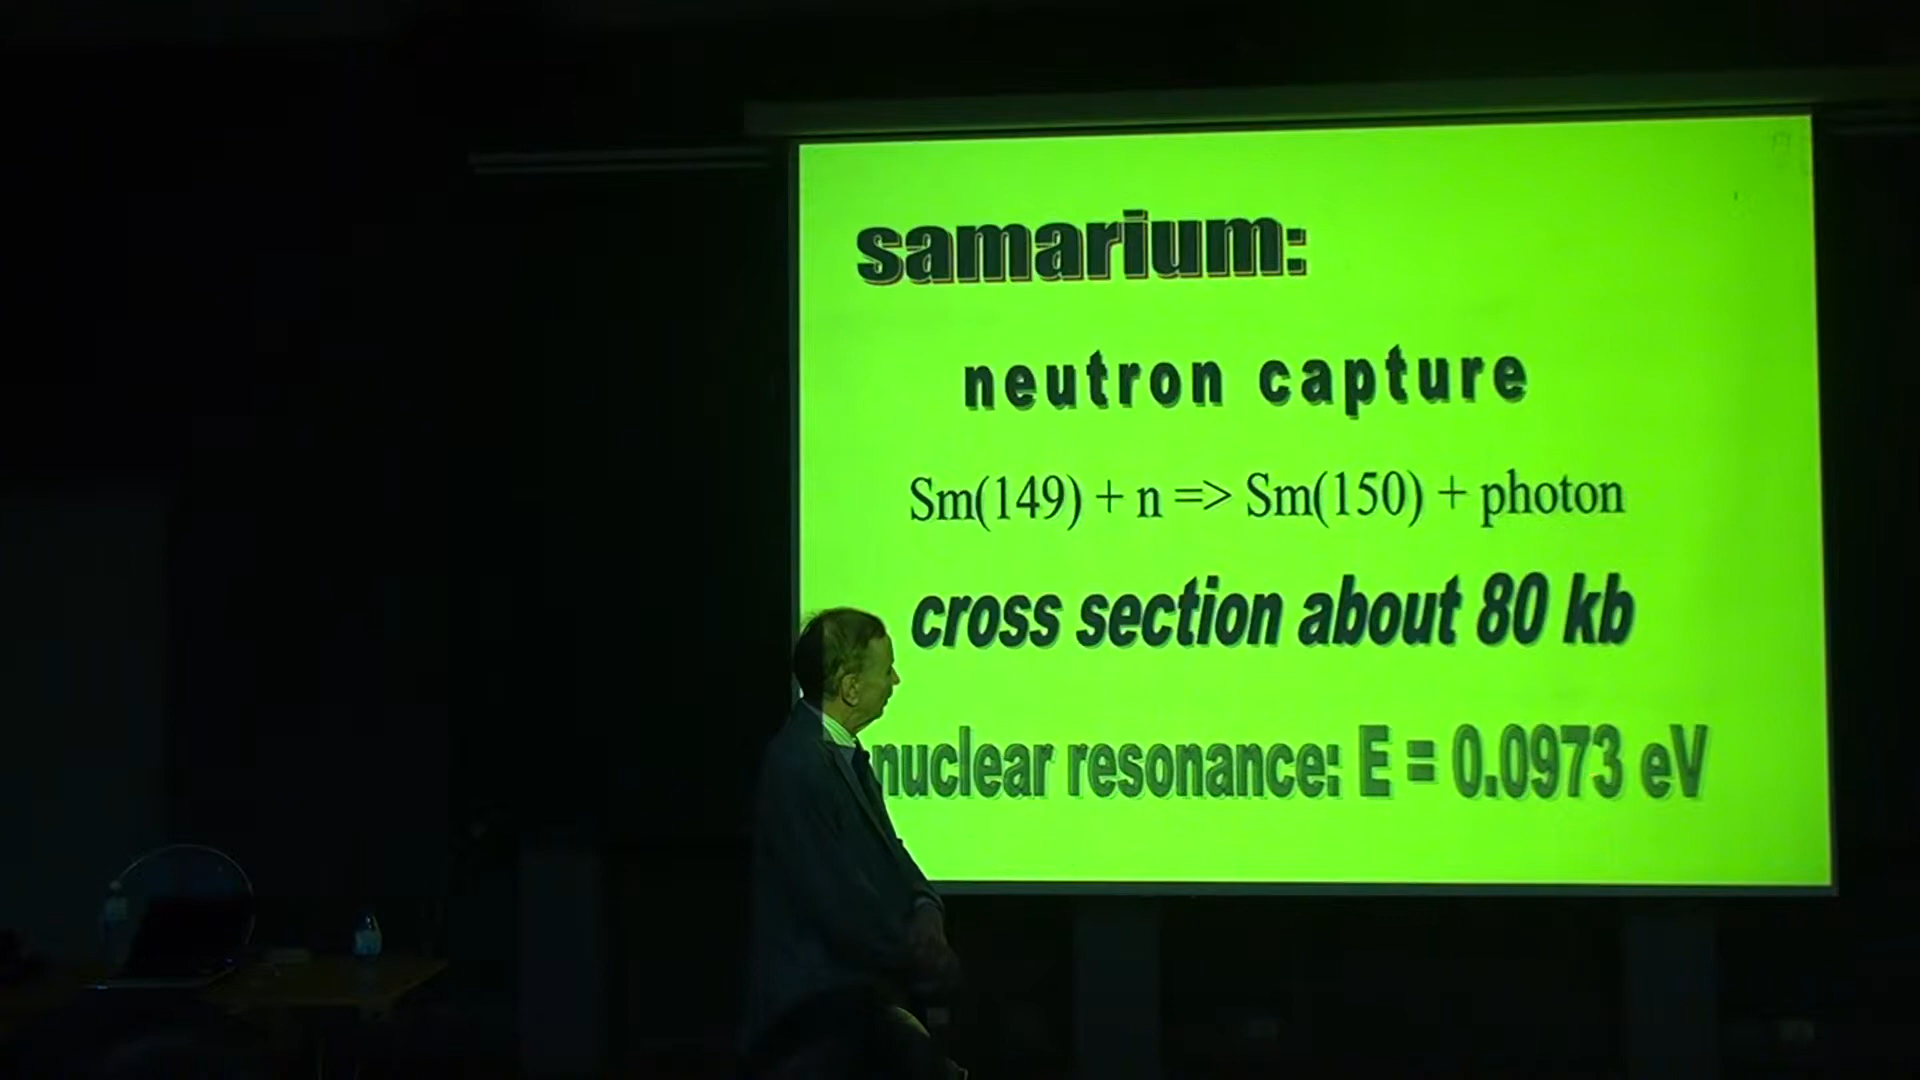 samarium:
neutron capture
Sm(149) + n => Sm(150) + photon
cross section about 80 kb
nuclear resonance: E = 0.0973 eV